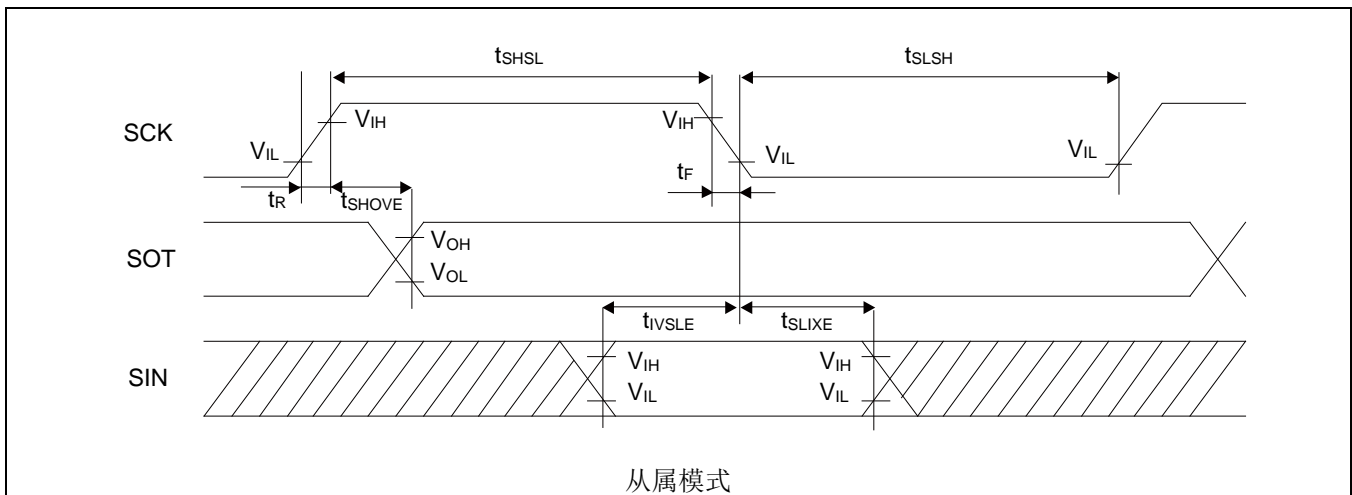 tSHSL tSLSH
SCK VIH VIH
VIL VIL VIL
tR tSHOVE tF
SOT VOH
VOL
tIVSLE tSLIXE
SIN VIH VIH
VIL VIL
从属模式